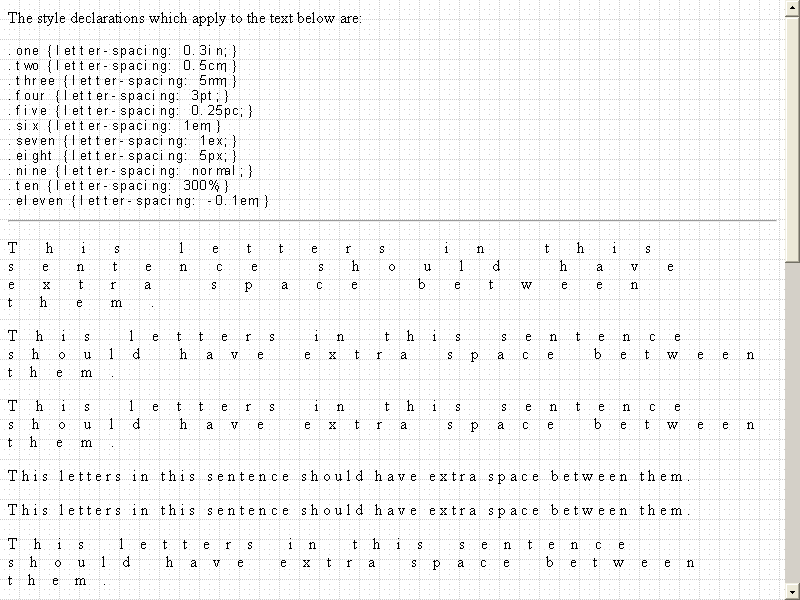 The style declarations which apply to the text below are:
.one {letter-spacing: 0.3in;}
.two {letter-spacing: 0.5cm;}
.three {letter-spacing: 5mm;}
.four {letter-spacing: 3pt;}
.five {letter-spacing: 0.25pc;}
.six {letter-spacing: 1em;}
.seven {letter-spacing: 1ex;}
.eight {letter-spacing: 5px;}
.nine {letter-spacing: normal;}
.ten {letter-spacing: 300%}
.eleven {letter-spacing: -0.1em}
This letters in this
sentence should have
extra space between
them.
This letters in this sentence
should have extra space between
them.
This letters in this sentence
should have extra space between
them.
This letters in this sentence should have extra space between them.
This letters in this sentence should have extra space between them.
This letters in this sentence
should have extra space between
them.